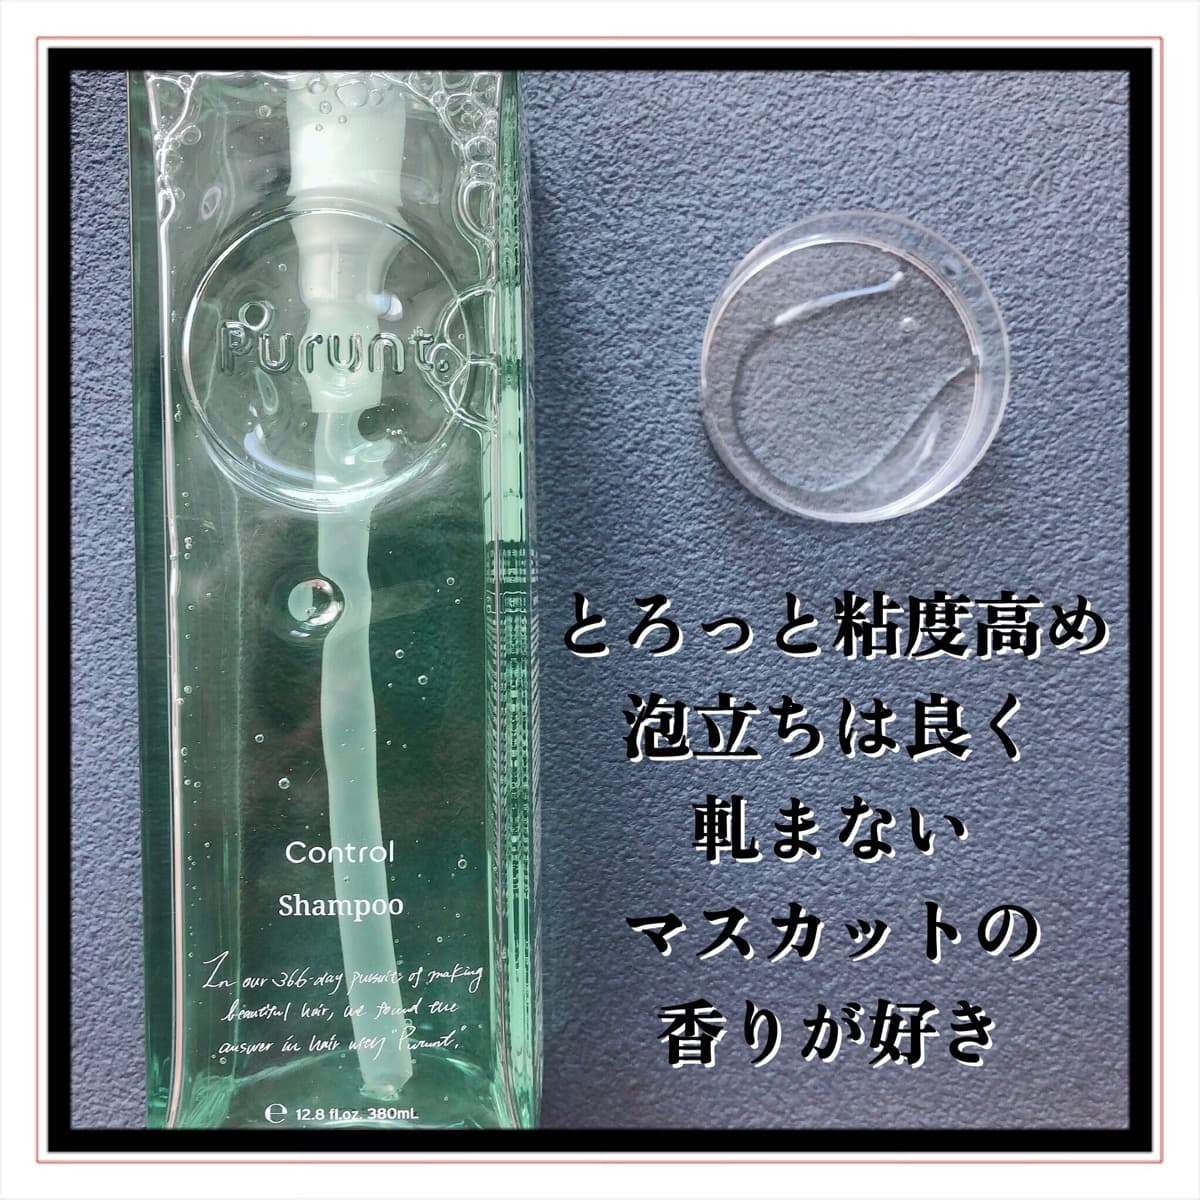 Purunt.
Control
Shampoo
In our 366-day pursuit of making
beautiful hair, we found the
answer in hair why "Purunt".
℮ 12.8 fl.oz. 380mL
とろっと粘度高め
泡立ちは良く
軋まない
マスカットの
香りが好き